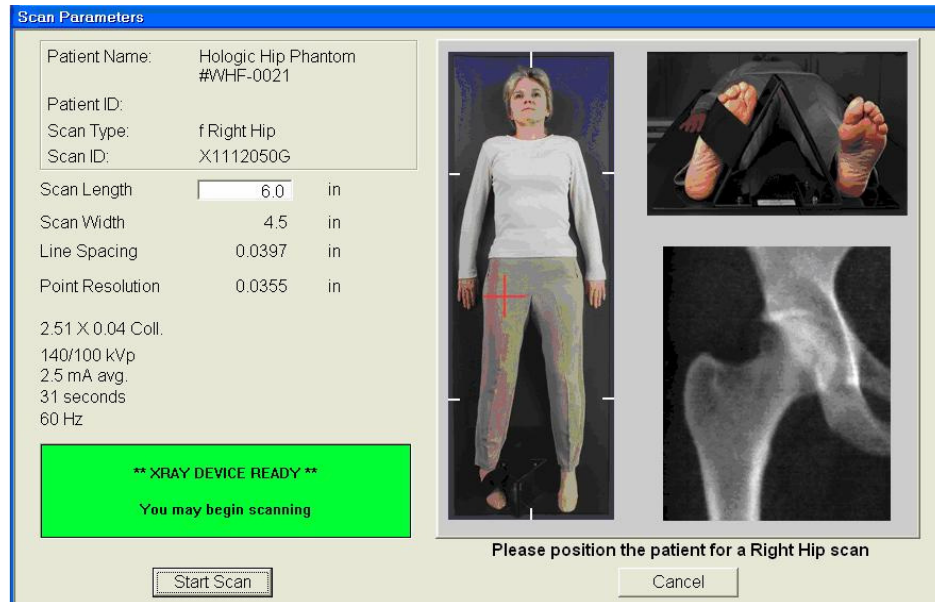 Scan Parameters
Patient Name: Hologic Hip Phantom
#WHF-0021
Patient ID:
Scan Type: f Right Hip
Scan ID: X1112050G
Scan Length 6.0 in
Scan Width 4.5 in
Line Spacing 0.0397 in
Point Resolution 0.0355 in
2.51 X 0.04 Coll.
140/100 kVp
2.5 mA avg.
31 seconds
60 Hz
** XRAY DEVICE READY **
You may begin scanning
Start Scan
Please position the patient for a Right Hip scan
Cancel